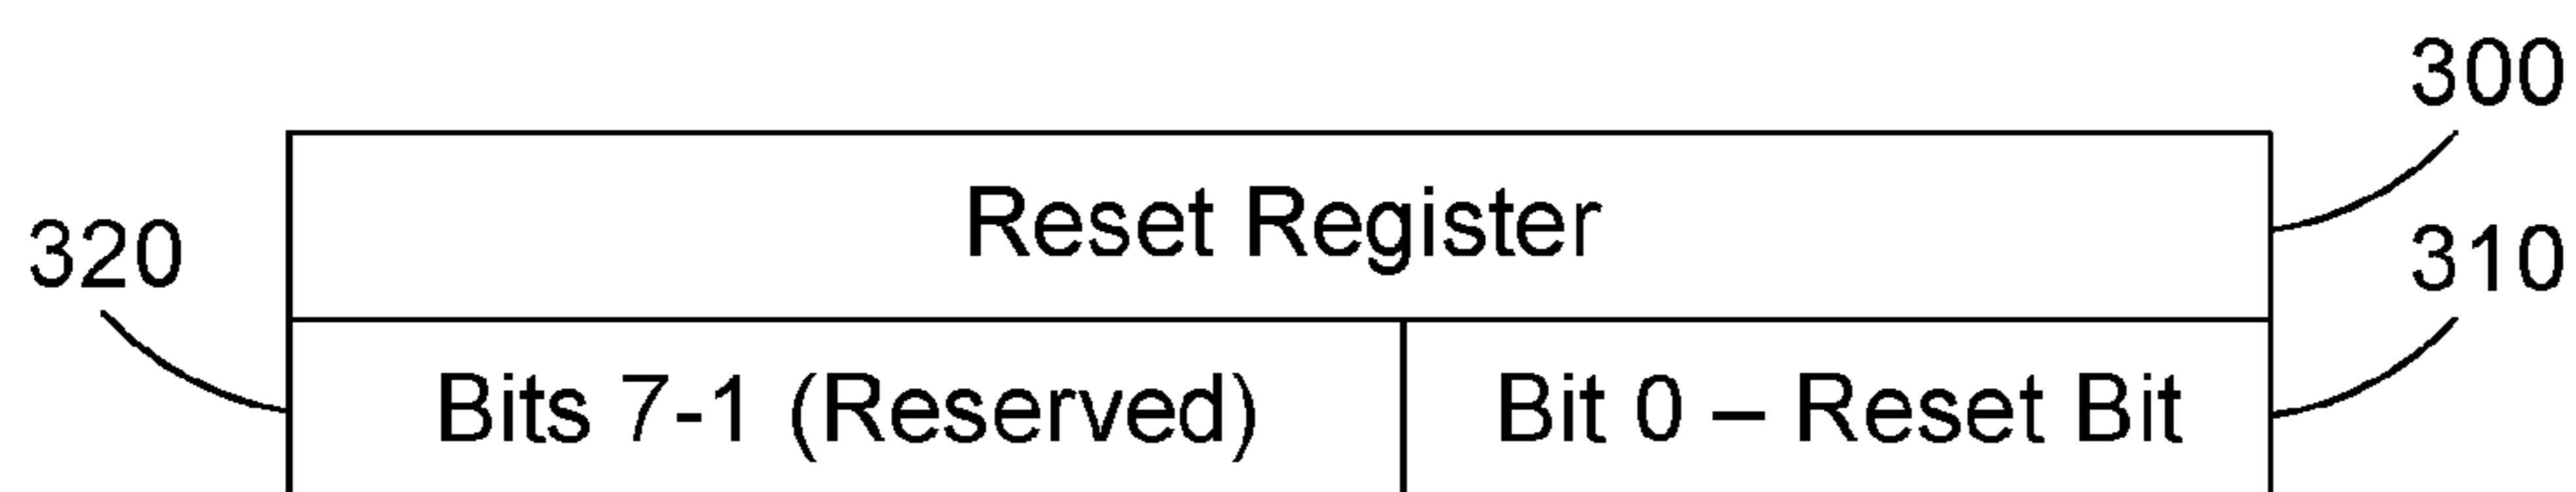 300
Reset Register
320
310
Bits 7-1 (Reserved)
Bit 0 – Reset Bit